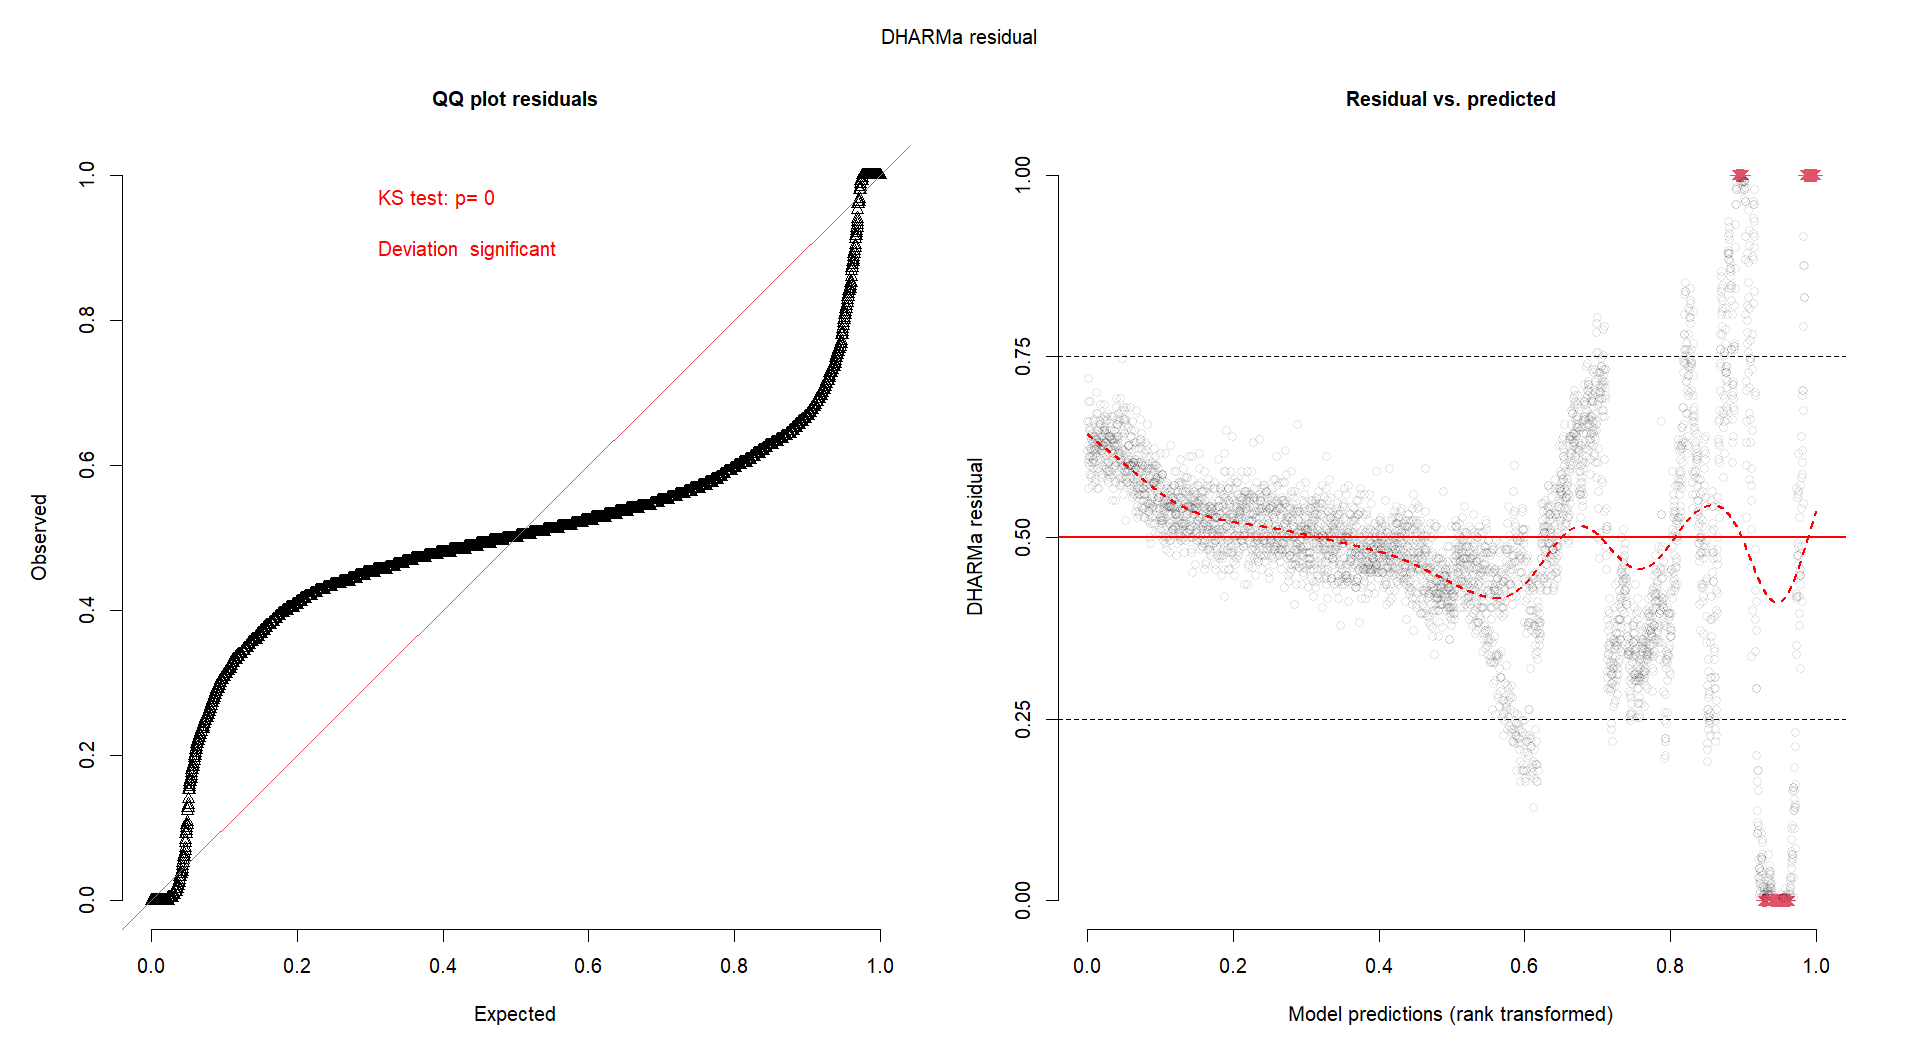 DHARMa residual
QQ plot residuals
KS test: p= 0
Deviation  significant
Observed
1.0
0.8
0.6
0.4
0.2
0.0
0.0 0.2 0.4 0.6 0.8 1.0
Expected
Residual vs. predicted
DHARMa residual
1.00
0.75
0.50
0.25
0.00
0.0 0.2 0.4 0.6 0.8 1.0
Model predictions (rank transformed)